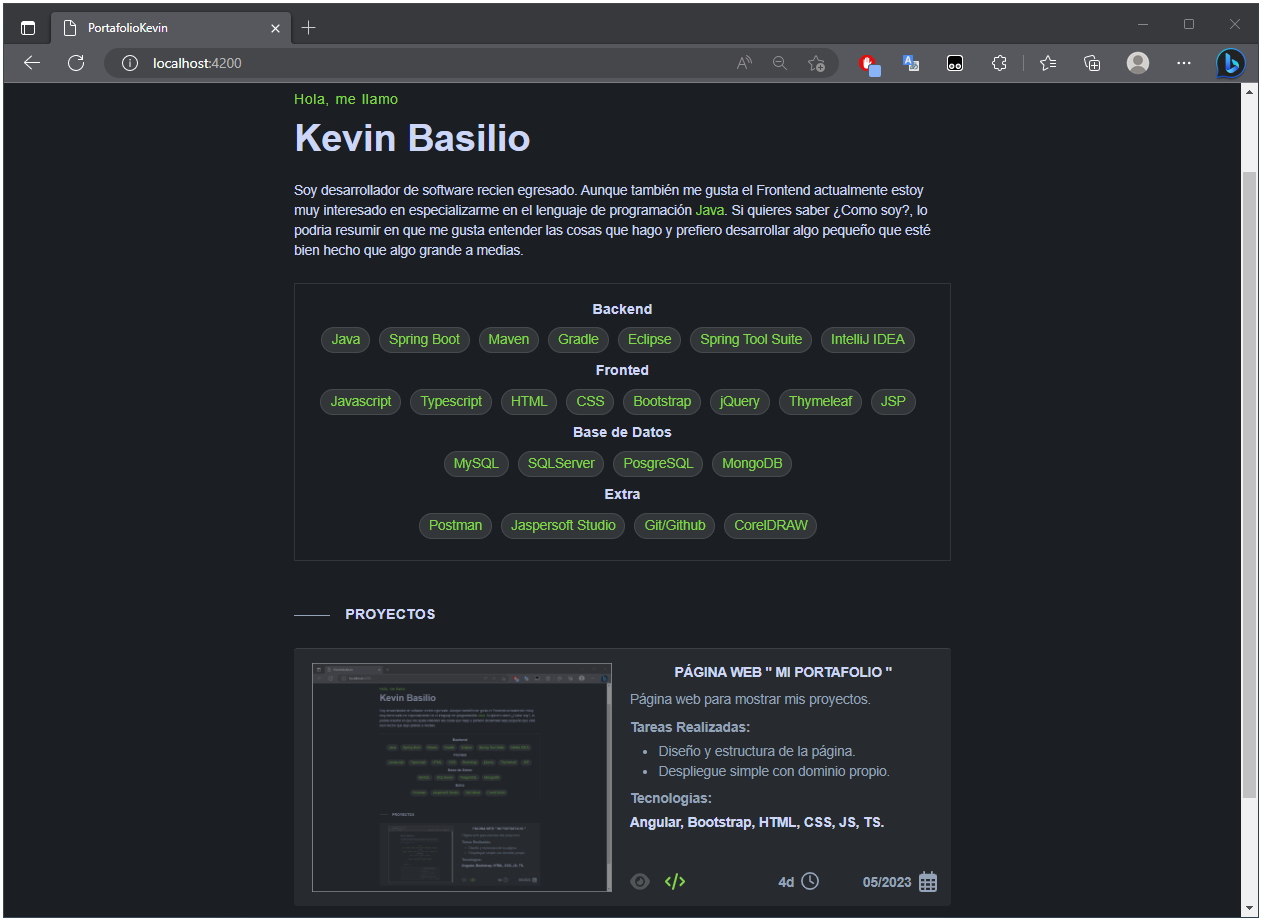 PortafolioKevin
localhost:4200
Hola, me llamo
Kevin Basilio
Soy desarrollador de software recien egresado. Aunque también me gusta el Frontend actualmente estoy
muy interesado en especializarme en el lenguaje de programación Java. Si quieres saber ¿Como soy?, lo
podria resumir en que me gusta entender las cosas que hago y prefiero desarrollar algo pequeño que esté
bien hecho que algo grande a medias.
Backend
Java Spring Boot Maven Gradle Eclipse Spring Tool Suite IntelliJ IDEA
Fronted
Javascript Typescript HTML CSS Bootstrap jQuery Thymeleaf JSP
Base de Datos
MySQL SQLServer PosgreSQL MongoDB
Extra
Postman Jaspersoft Studio Git/Github CorelDRAW
PROYECTOS
Kevin Basilio
PÁGINA WEB " MI PORTAFOLIO "
Página web para mostrar mis proyectos.
Tareas Realizadas:
Diseño y estructura de la página.
Despliegue simple con dominio propio.
Tecnologias:
Angular, Bootstrap, HTML, CSS, JS, TS.
4d 05/2023